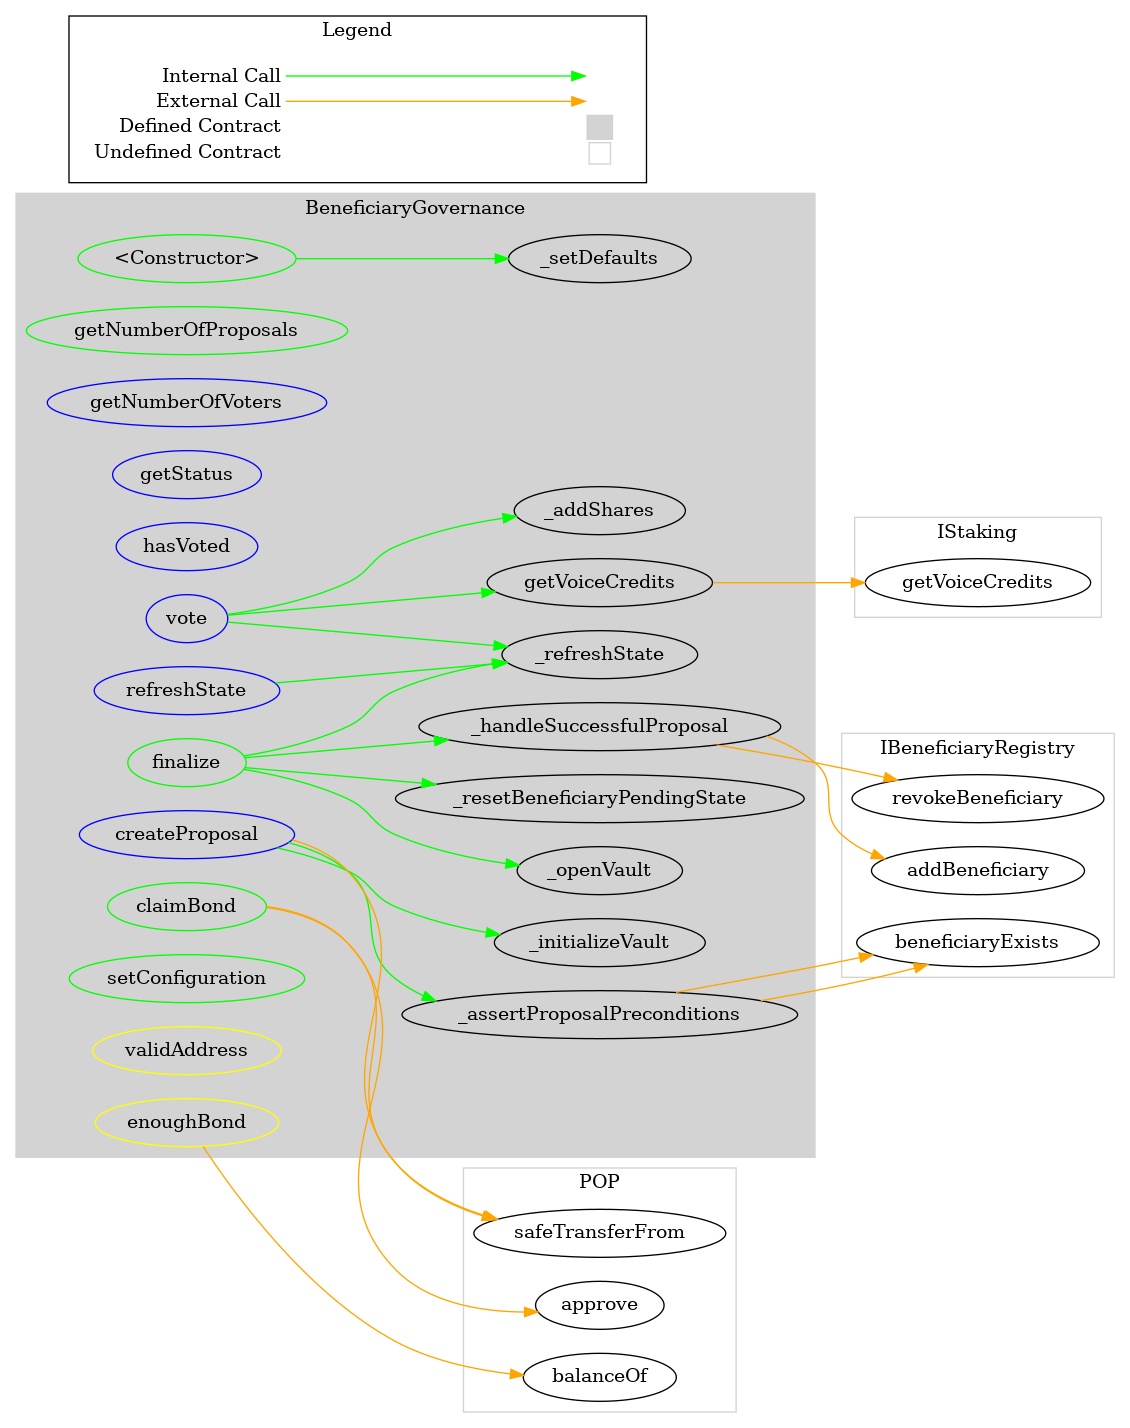 Legend
Internal Call
External Call
Defined Contract
Undefined Contract
BeneficiaryGovernance
<Constructor>
_setDefaults
getNumberOfProposals
getNumberOfVoters
getStatus
hasVoted
vote
refreshState
finalize
createProposal
claimBond
setConfiguration
validAddress
enoughBond
_addShares
getVoiceCredits
_refreshState
_handleSuccessfulProposal
_resetBeneficiaryPendingState
_openVault
_initializeVault
_assertProposalPreconditions
IStaking
getVoiceCredits
IBeneficiaryRegistry
revokeBeneficiary
addBeneficiary
beneficiaryExists
POP
safeTransferFrom
approve
balanceOf